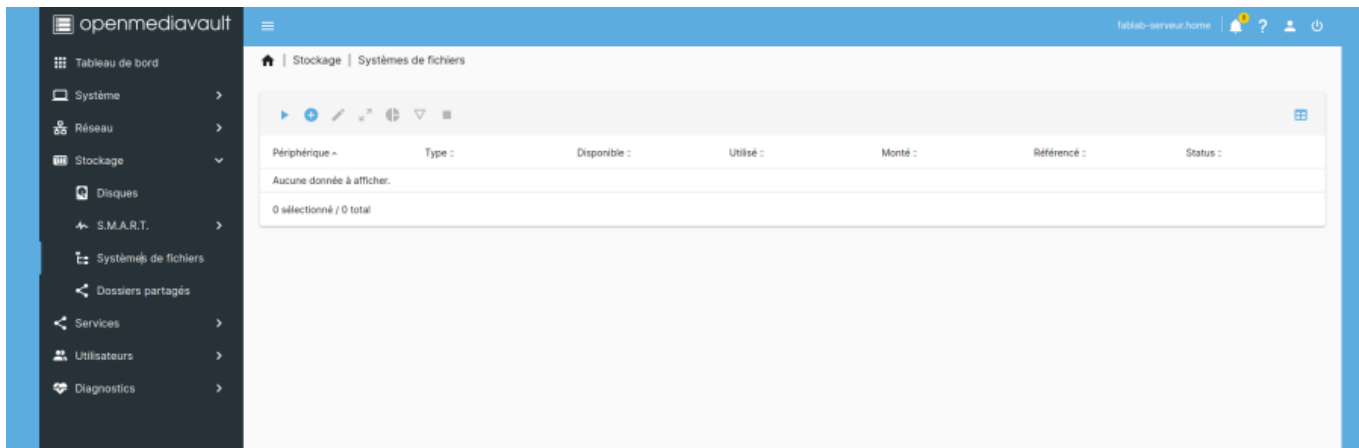 openmediavault
fablab-serveur.home
Tableau de bord
Système
Réseau
Stockage
Disques
S.M.A.R.T.
Systèmes de fichiers
Dossiers partagés
Services
Utilisateurs
Diagnostics
| Stockage | Systèmes de fichiers
Périphérique Type Disponible Utilisé Monté Référencé Status
Aucune donnée à afficher.
0 sélectionné / 0 total